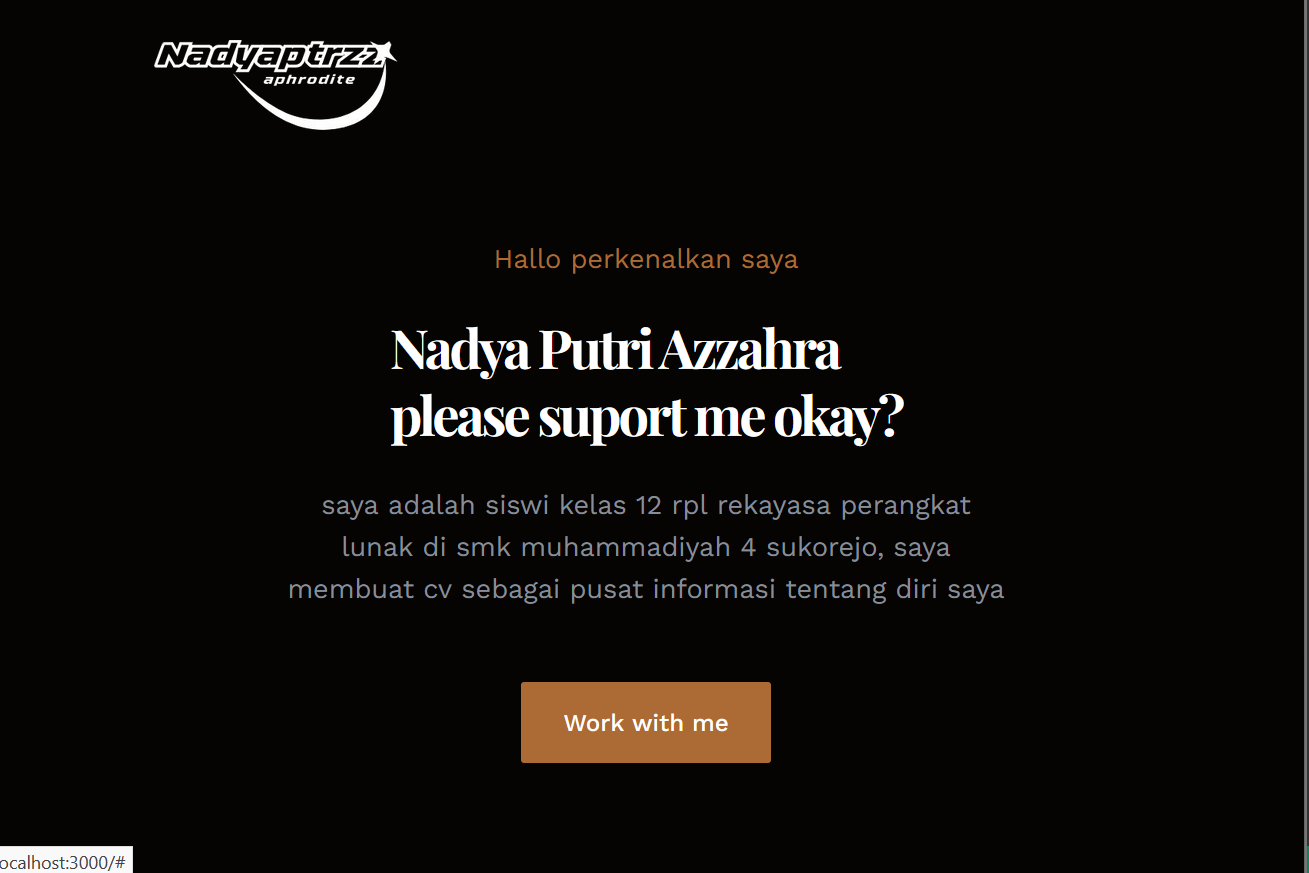 Nadyaptrzz
aphrodite
Hallo perkenalkan saya
Nadya Putri Azzahra
please suport me okay?
saya adalah siswi kelas 12 rpl rekayasa perangkat
lunak di smk muhammadiyah 4 sukorejo, saya
membuat cv sebagai pusat informasi tentang diri saya
Work with me
ocalhost:3000/#